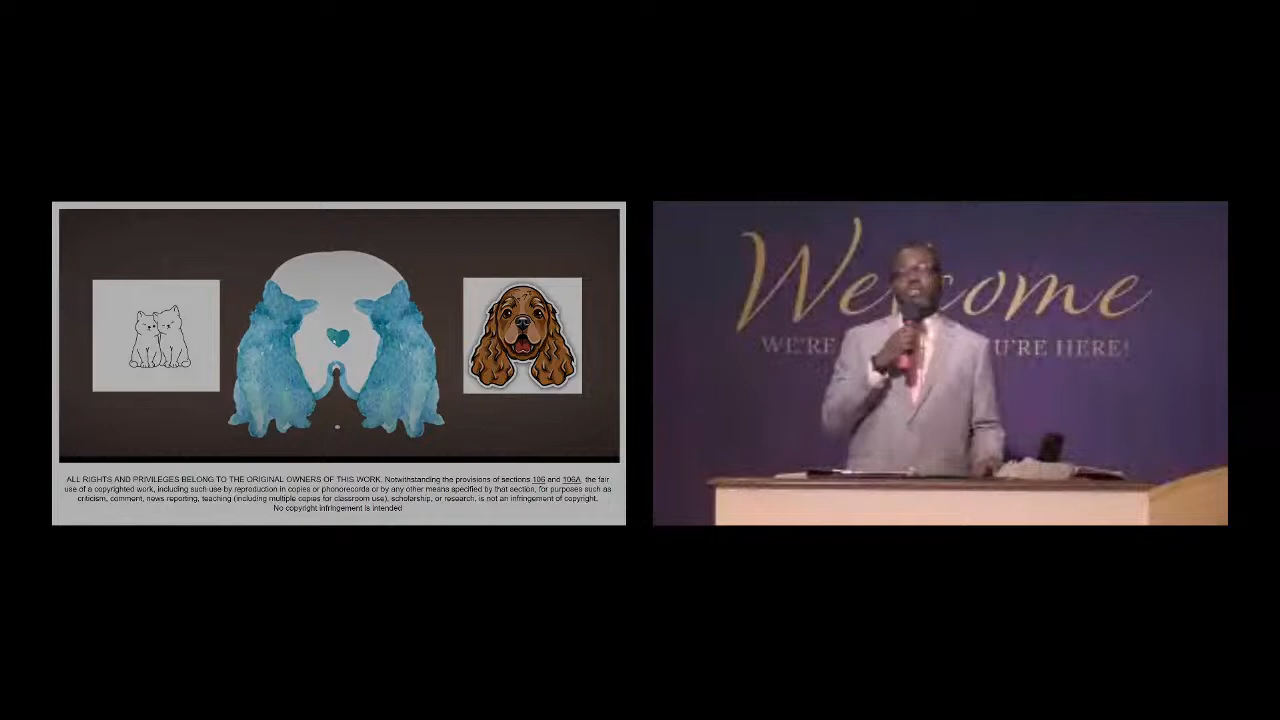 ALL RIGHTS AND PRIVILEGES BELONG TO THE ORIGINAL OWNERS OF THIS WORK. Notwithstanding the provisions of sections 106 and 106A, the fair
use of a copyrighted work, including such use by reproduction in copies or phonorecords or by any other means specified by that section, for purposes such as
criticism, comment, news reporting, teaching (including multiple copies for classroom use), scholarship, or research, is not an infringement of copyright.
No copyright infringement is intended
Welcome
WE'RE U'RE HERE!